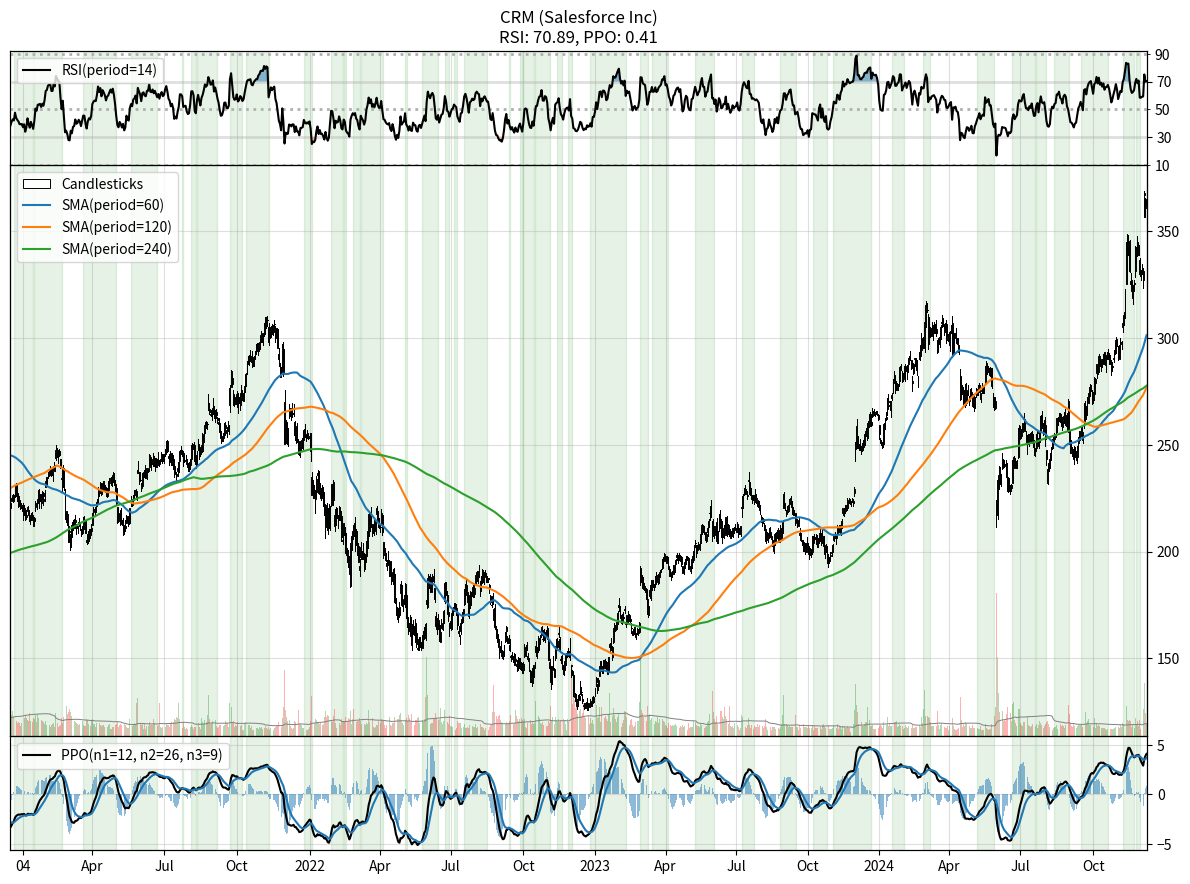 CRM (Salesforce Inc)
RSI: 70.89, PPO: 0.41
RSI(period=14)
90
70
50
30
10
Candlesticks
SMA(period=60)
SMA(period=120)
SMA(period=240)
350
300
250
200
150
PPO(n1=12, n2=26, n3=9)
5
0
−5
04 Apr Jul Oct 2022 Apr Jul Oct 2023 Apr Jul Oct 2024 Apr Jul Oct